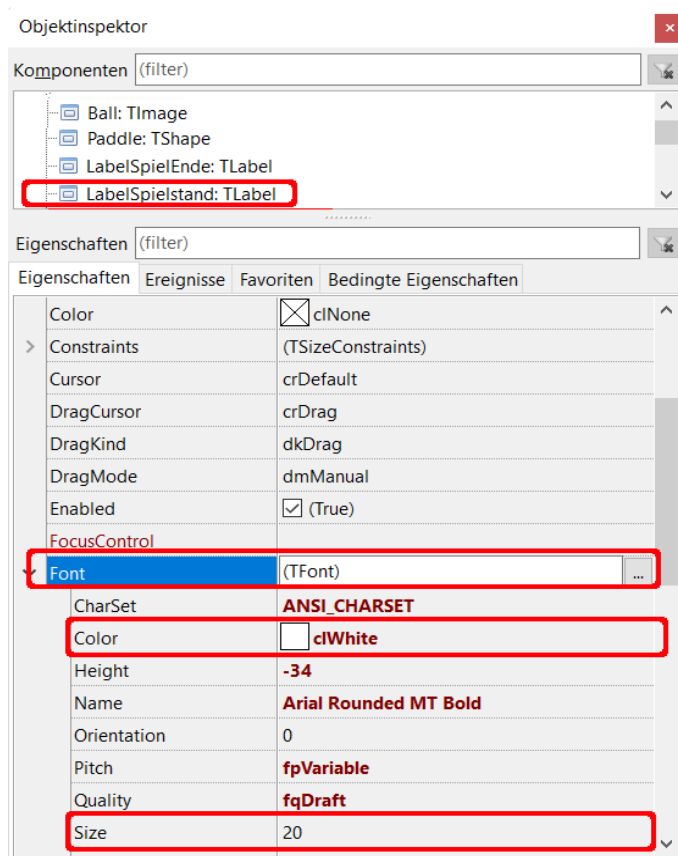 Objektinspektor
Komponenten (filter)
Ball: TImage
Paddle: TShape
LabelSpielEnde: TLabel
LabelSpielstand: TLabel
Eigenschaften (filter)
Eigenschaften Ereignisse Favoriten Bedingte Eigenschaften
Color clNone
Constraints (TSizeConstraints)
Cursor crDefault
DragCursor crDrag
DragKind dkDrag
DragMode dmManual
Enabled (True)
FocusControl
Font (TFont) ...
CharSet ANSI_CHARSET
Color clWhite
Height -34
Name Arial Rounded MT Bold
Orientation 0
Pitch fpVariable
Quality fqDraft
Size 20